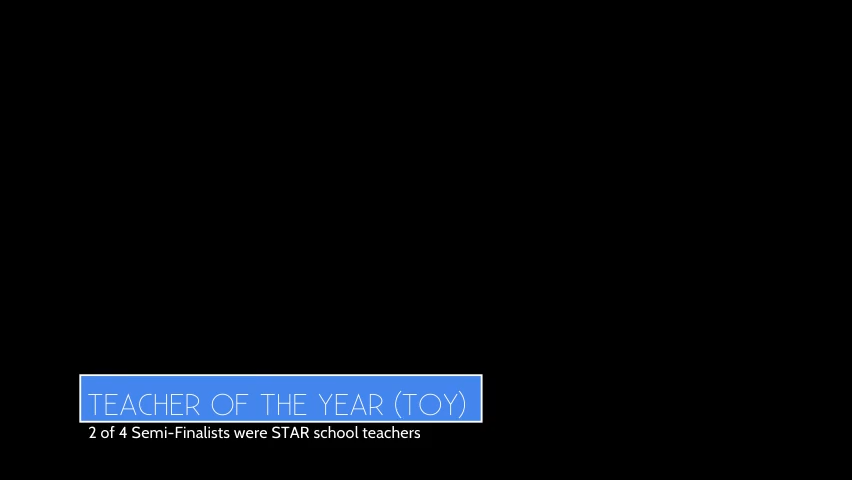 TEACHER OF THE YEAR (TOY)
2 of 4 Semi-Finalists were STAR school teachers